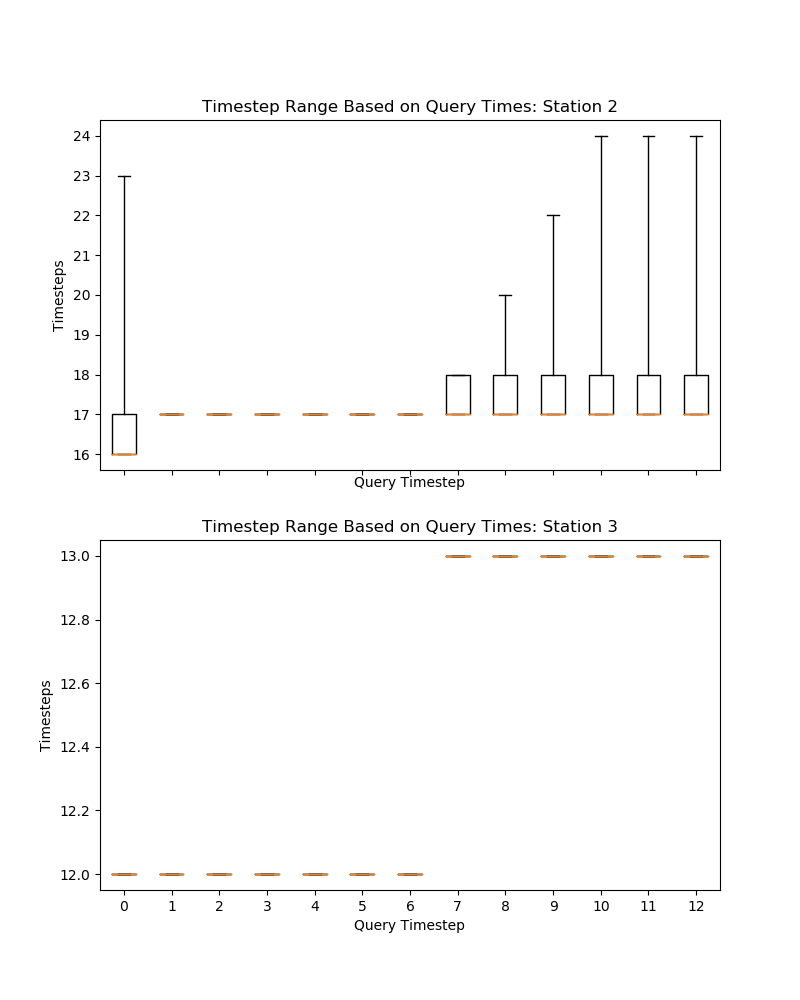 Timestep Range Based on Query Times: Station 2
24
23
22
21
20
19
18
17
16
Timesteps
Query Timestep
Timestep Range Based on Query Times: Station 3
13.0
12.8
12.6
12.4
12.2
12.0
Timesteps
0 1 2 3 4 5 6 7 8 9 10 11 12
Query Timestep